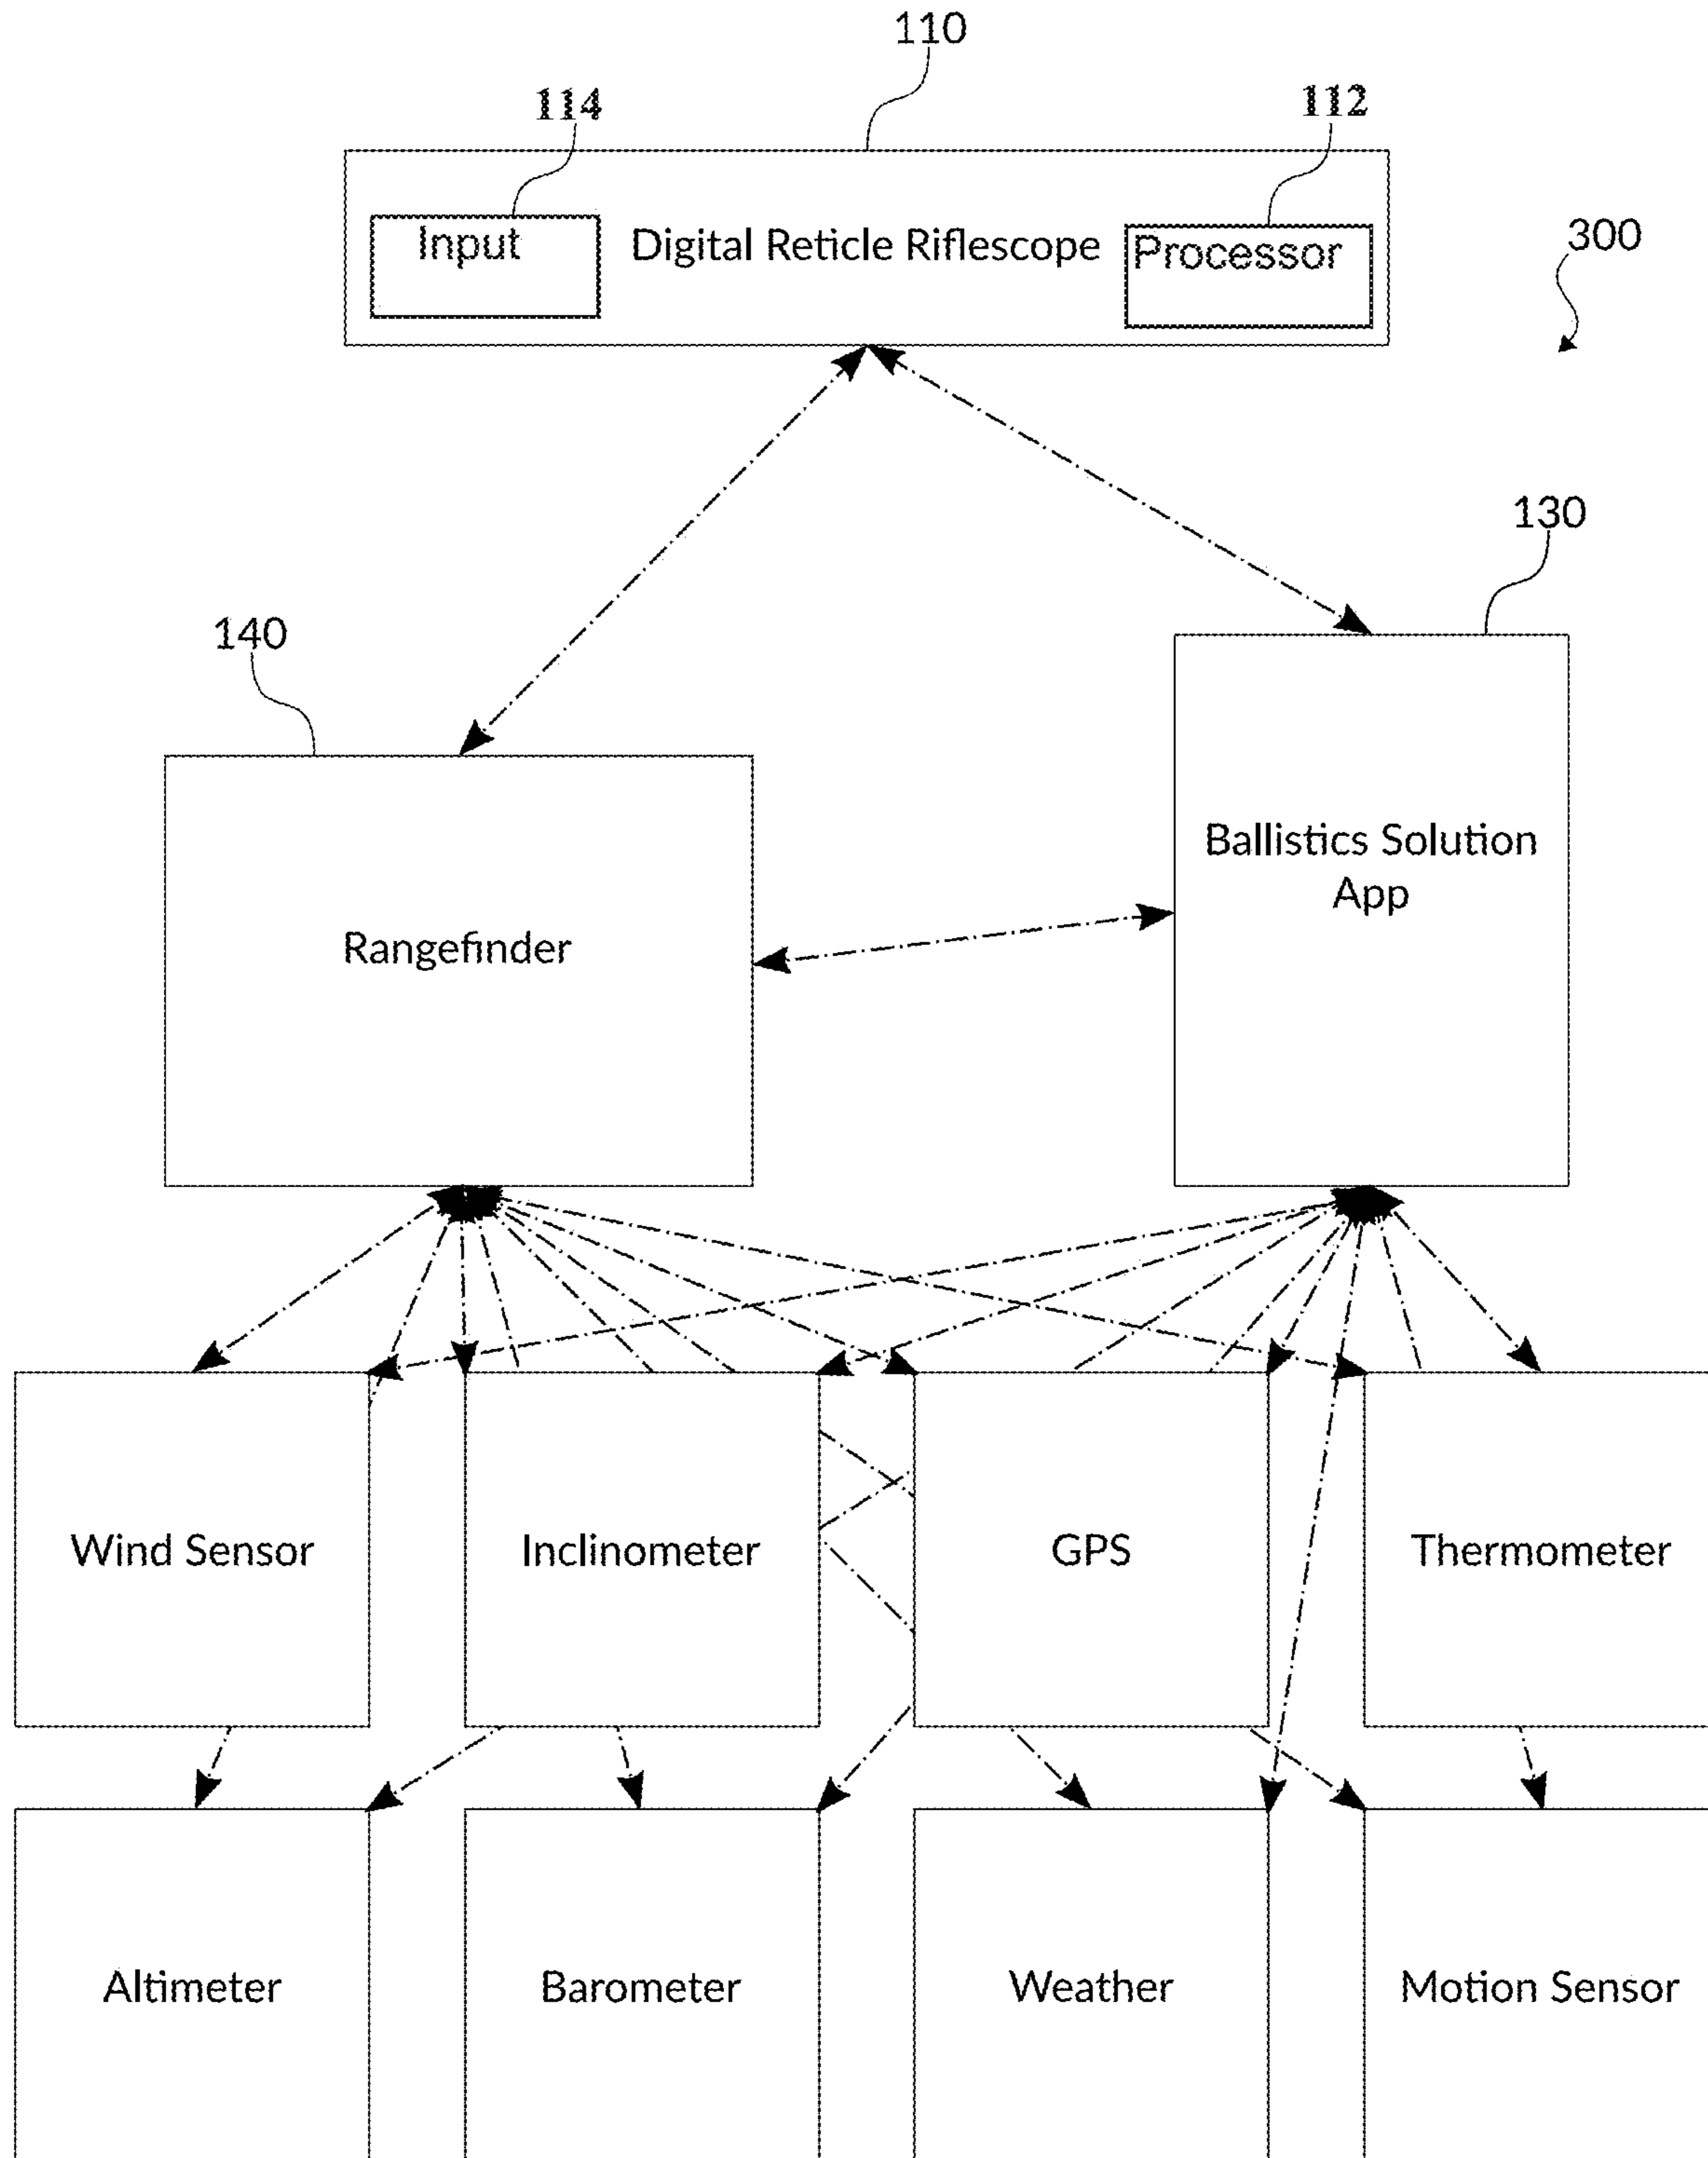 110
114
112
Input
Digital Reticle Riflescope
Processor
300
130
140
Ballistics Solution
App
Rangefinder
Wind Sensor
Inclinometer
GPS
Thermometer
Altimeter
Barometer
Weather
Motion Sensor